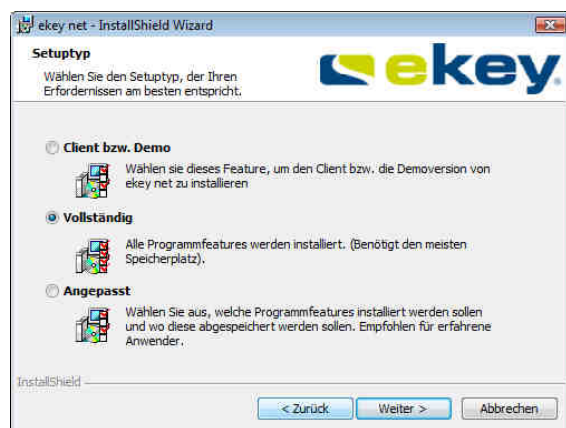 ekey net - InstallShield Wizard
Setuptyp
Wählen Sie den Setuptyp, der Ihren
Erfordernissen am besten entspricht.
ekey.
Client bzw. Demo
Wählen sie dieses Feature, um den Client bzw. die Demoversion von
ekey net zu installieren
Vollständig
Alle Programmfeatures werden installiert. (Benötigt den meisten
Speicherplatz).
Angepasst
Wählen Sie aus, welche Programmfeatures installiert werden sollen
und wo diese abgespeichert werden sollen. Empfohlen für erfahrene
Anwender.
InstallShield
< Zurück
Weiter >
Abbrechen